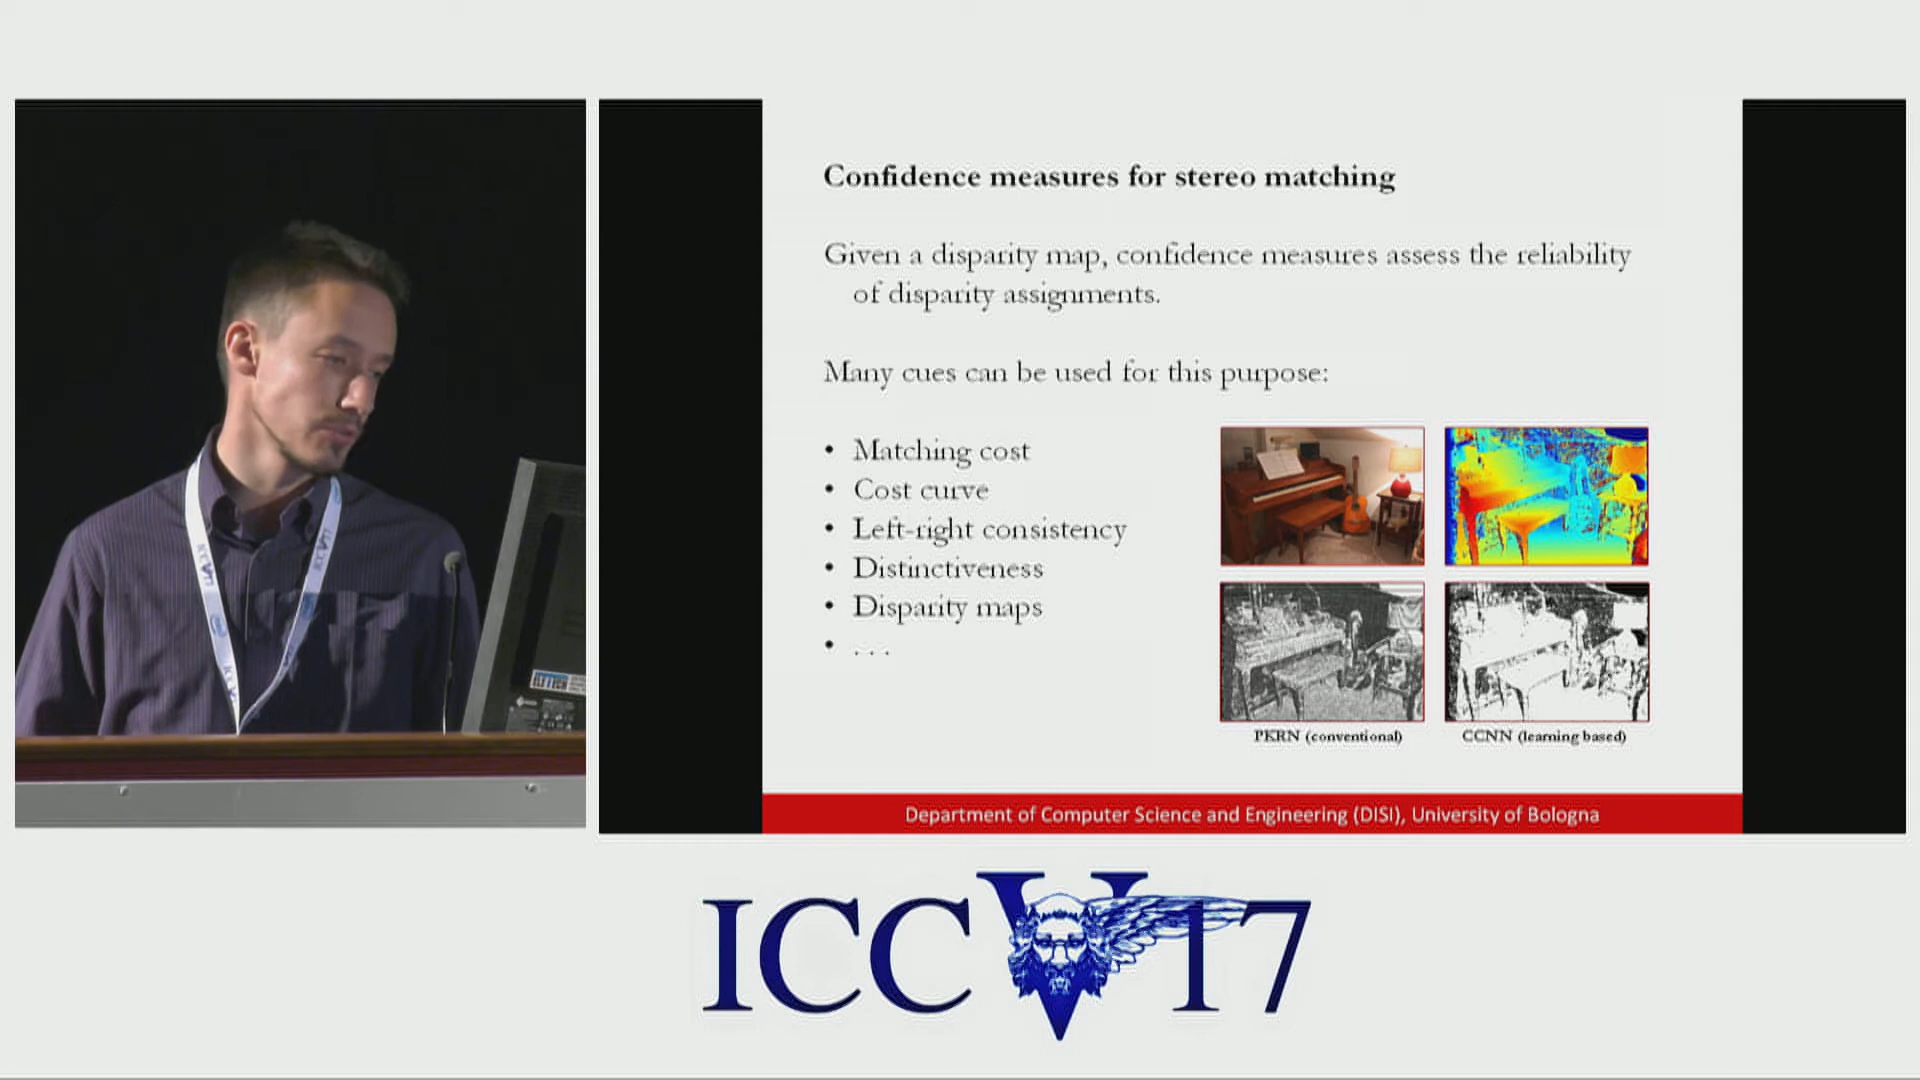 Confidence measures for stereo matching
Given a disparity map, confidence measures assess the reliability
of disparity assignments.
Many cues can be used for this purpose:
• Matching cost
• Cost curve
• Left-right consistency
• Distinctiveness
• Disparity maps
• . . .
PKRN (conventional)
CCNN (learning based)
Department of Computer Science and Engineering (DISI), University of Bologna
ICCV17